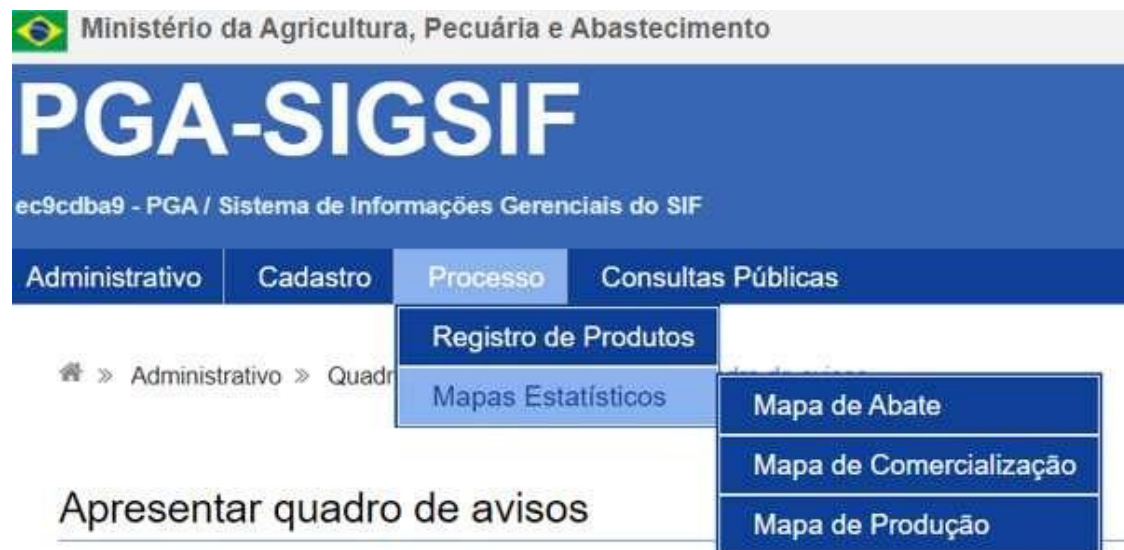 Ministério da Agricultura, Pecuária e Abastecimento
PGA-SIGSIF
ec9cdba9 - PGA / Sistema de Informações Gerenciais do SIF
Administrativo Cadastro Processo Consultas Públicas
Registro de Produtos
» Administrativo » Quadr
Mapas Estatísticos
Mapa de Abate
Mapa de Comercialização
Apresentar quadro de avisos
Mapa de Produção